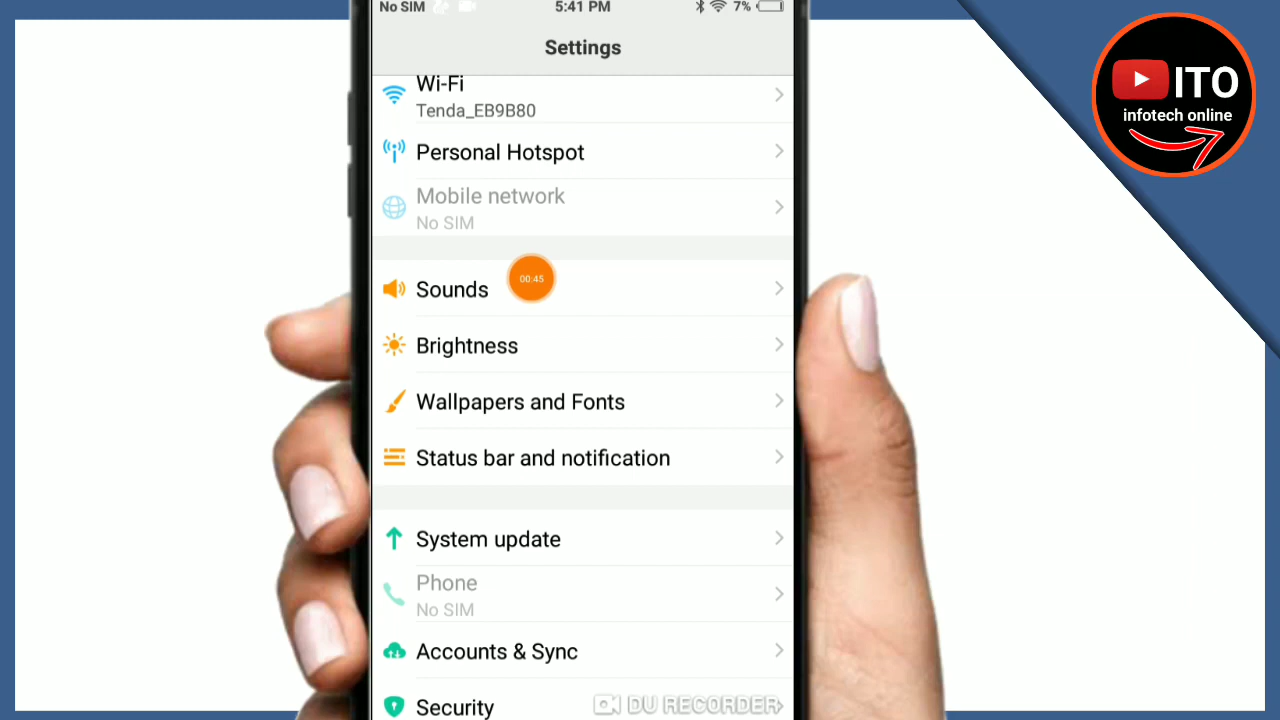 No SIM 5:41 PM 7%
Settings
Wi-Fi
Tenda_EB9B80
Personal Hotspot
Mobile network
No SIM
00:45
Sounds
Brightness
Wallpapers and Fonts
Status bar and notification
System update
Phone
No SIM
Accounts & Sync
Security
DU RECORDER
ITO
infotech online